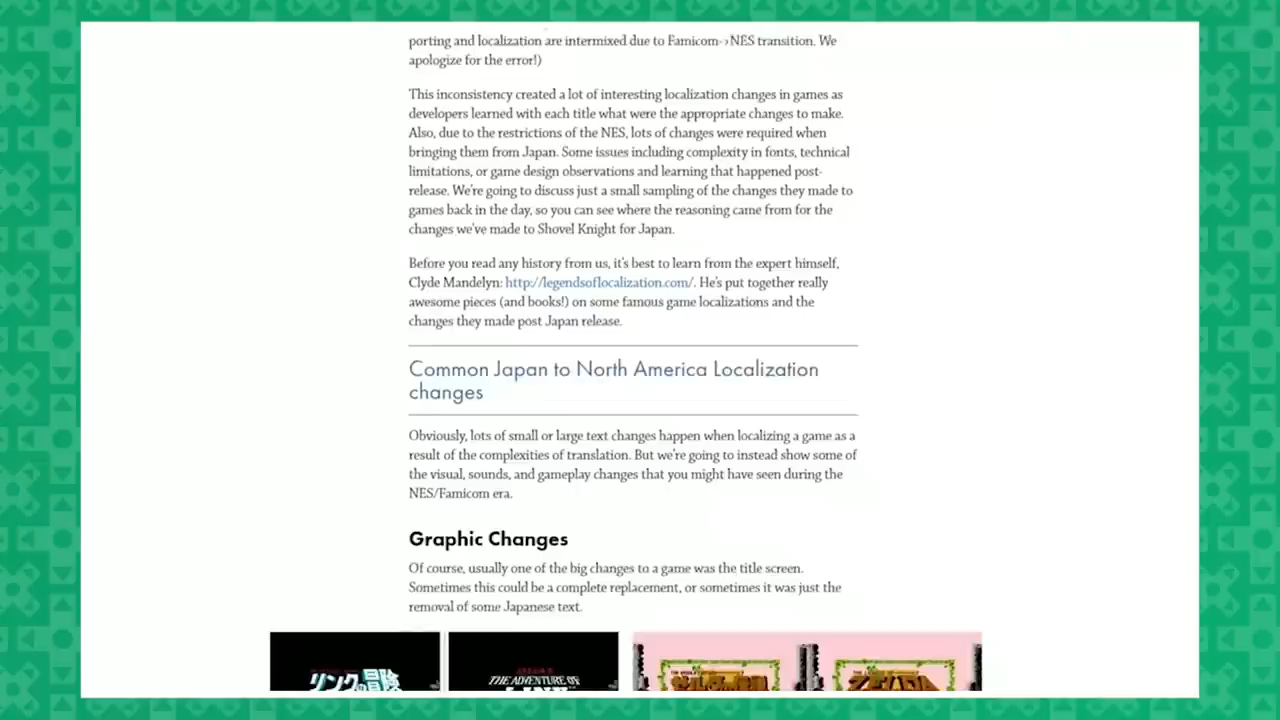 porting and localization are intermixed due to Famicom->NES transition. We
apologize for the error!)
This inconsistency created a lot of interesting localization changes in games as
developers learned with each title what were the appropriate changes to make.
Also, due to the restrictions of the NES, lots of changes were required when
bringing them from Japan. Some issues including complexity in fonts, technical
limitations, or game design observations and learning that happened post-
release. We're going to discuss just a small sampling of the changes they made to
games back in the day, so you can see where the reasoning came from for the
changes we've made to Shovel Knight for Japan.
Before you read any history from us, it's best to learn from the expert himself,
Clyde Mandelyn: http://legendsoflocalization.com/. He's put together really
awesome pieces (and books!) on some famous game localizations and the
changes they made post Japan release.
Common Japan to North America Localization
changes
Obviously, lots of small or large text changes happen when localizing a game as a
result of the complexities of translation. But we're going to instead show some of
the visual, sounds, and gameplay changes that you might have seen during the
NES/Famicom era.
Graphic Changes
Of course, usually one of the big changes to a game was the title screen.
Sometimes this could be a complete replacement, or sometimes it was just the
removal of some Japanese text.
リンクの冒険
THE ADVENTURE OF
LINK
ZELDA